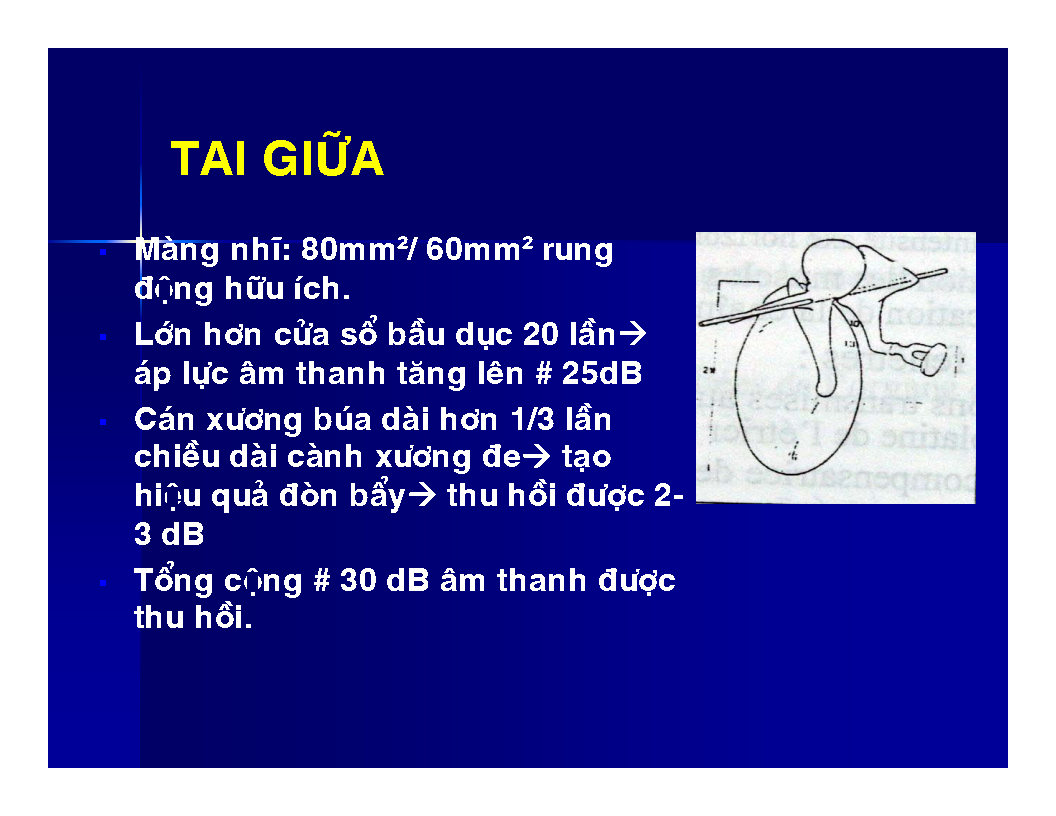 TAI GIỮA
Màng nhĩ: 80mm²/ 60mm² rung
động hữu ích.
Lớn hơn cửa sổ bầu dục 20 lần→
áp lực âm thanh tăng lên # 25dB
Cán xương búa dài hơn 1/3 lần
chiều dài cành xương đe→ tạo
hiệu quả đòn bẩy→ thu hồi được 2-
3 dB
Tổng cộng # 30 dB âm thanh được
thu hồi.